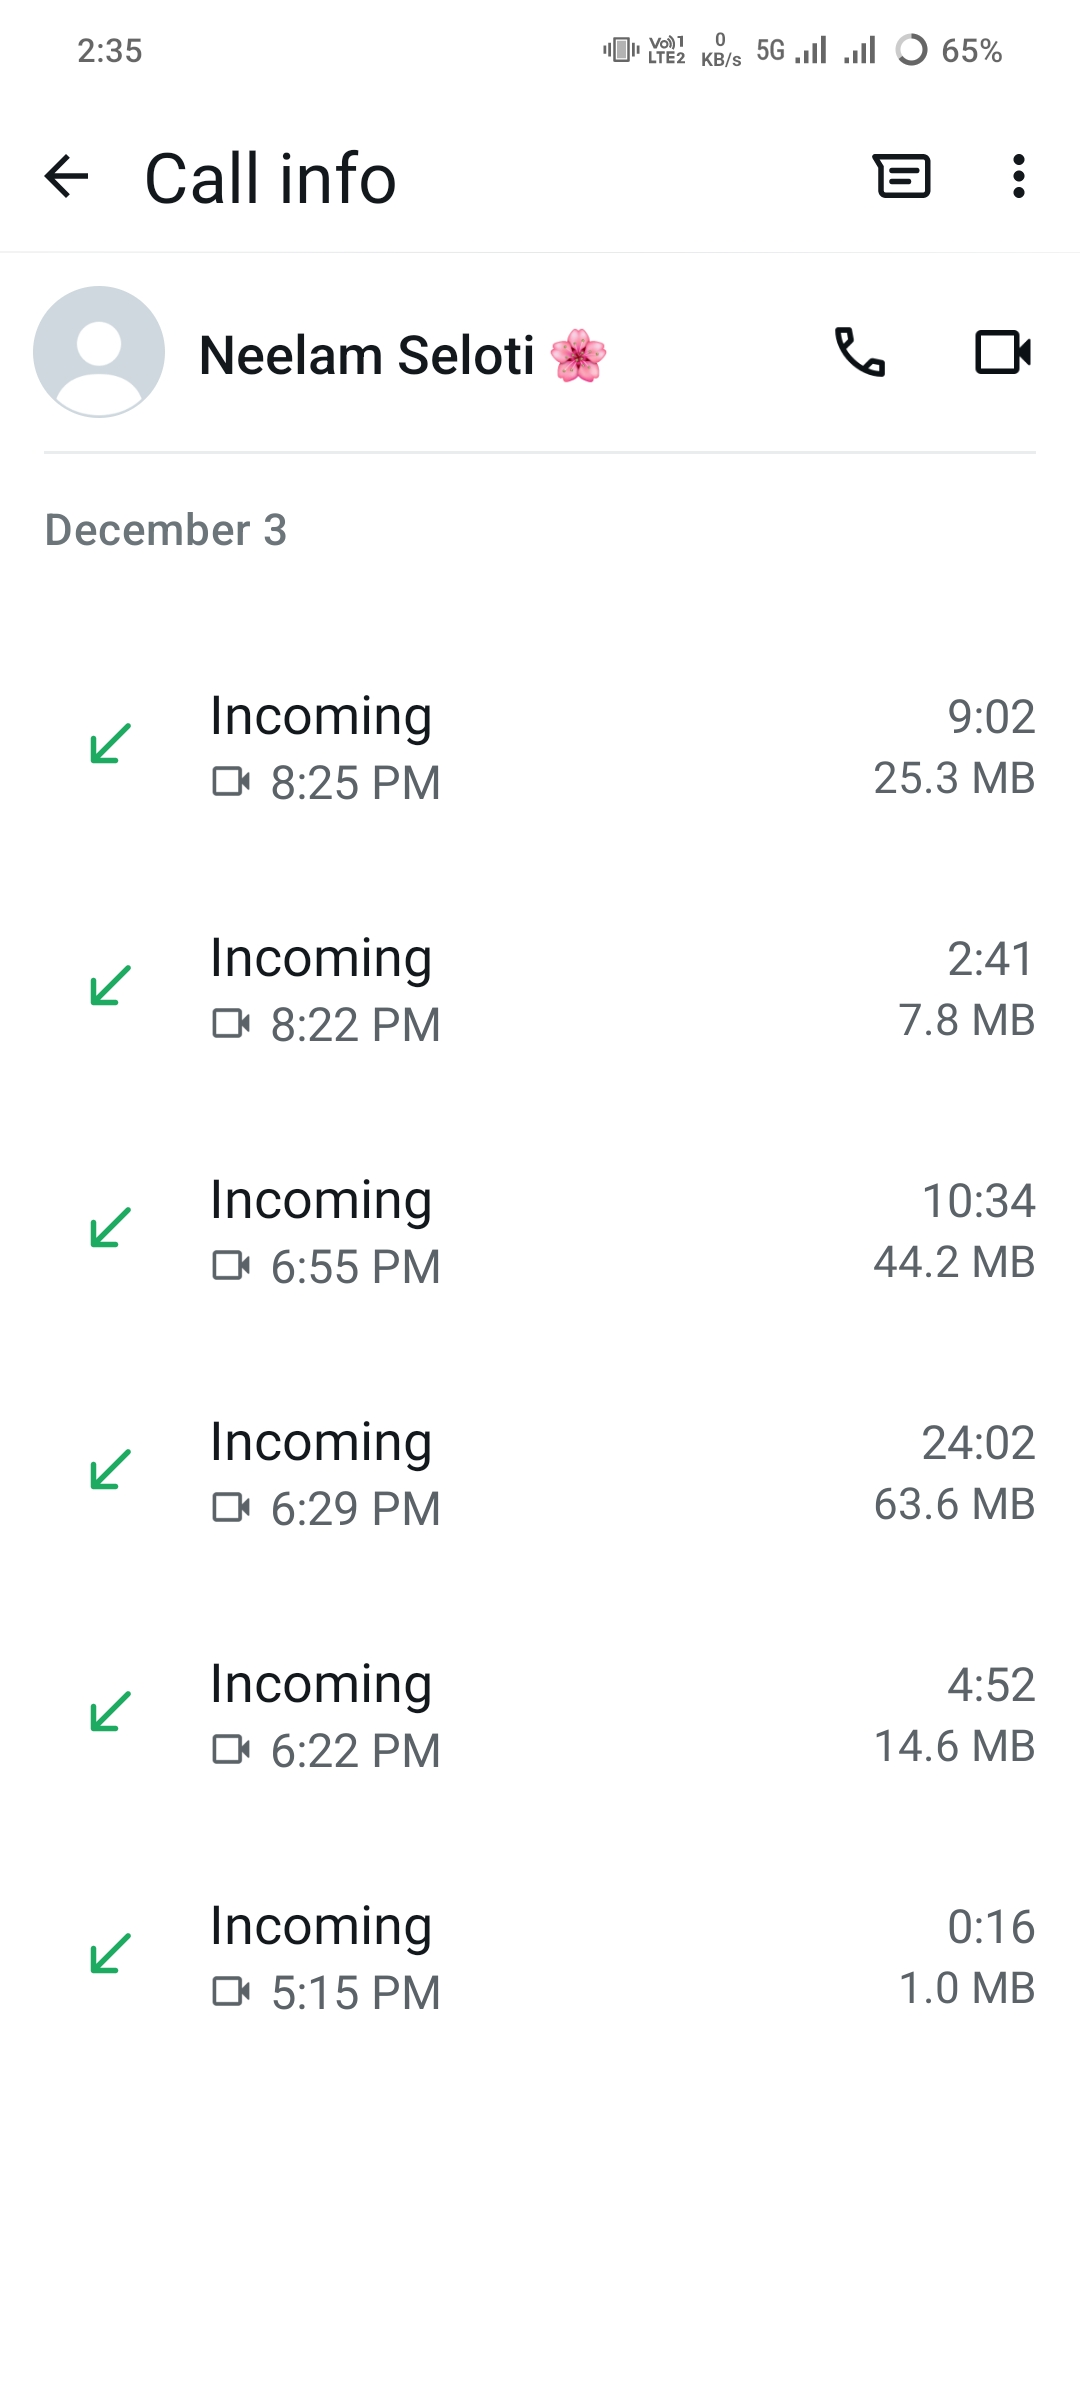 2:35 Vo))1 LTE2 0 KB/s 5G 65%
Call info
Neelam Seloti 🌸
December 3
Incoming 9:02
8:25 PM 25.3 MB
Incoming 2:41
8:22 PM 7.8 MB
Incoming 10:34
6:55 PM 44.2 MB
Incoming 24:02
6:29 PM 63.6 MB
Incoming 4:52
6:22 PM 14.6 MB
Incoming 0:16
5:15 PM 1.0 MB